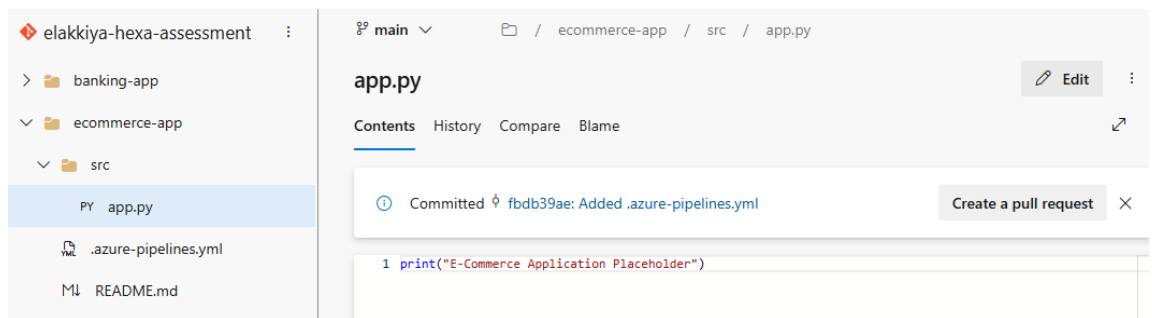 elakkiya-hexa-assessment
banking-app
ecommerce-app
src
PY app.py
YML .azure-pipelines.yml
M↓ README.md
main
/ ecommerce-app / src / app.py
app.py
Edit
Contents History Compare Blame
Committed fbdb39ae: Added .azure-pipelines.yml
Create a pull request
1 print("E-Commerce Application Placeholder")